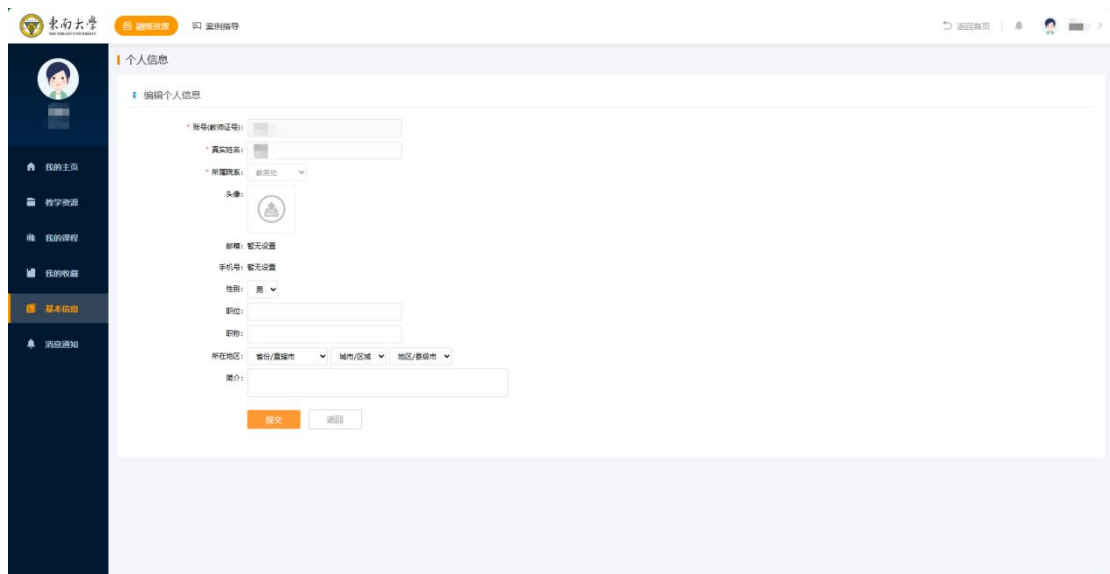 東南大學
融媒资源
案例指导
返回首页
个人信息
编辑个人信息
* 账号(教师证号):
* 真实姓名:
* 所属院系: 教务处
头像:
邮箱: 暂无设置
手机号: 暂无设置
性别: 男
职位:
职称:
所在地区: 省份/直辖市 城市/区域 地区/县级市
简介:
提交 返回
我的主页
教学资源
我的课程
我的收藏
基本信息
消息通知